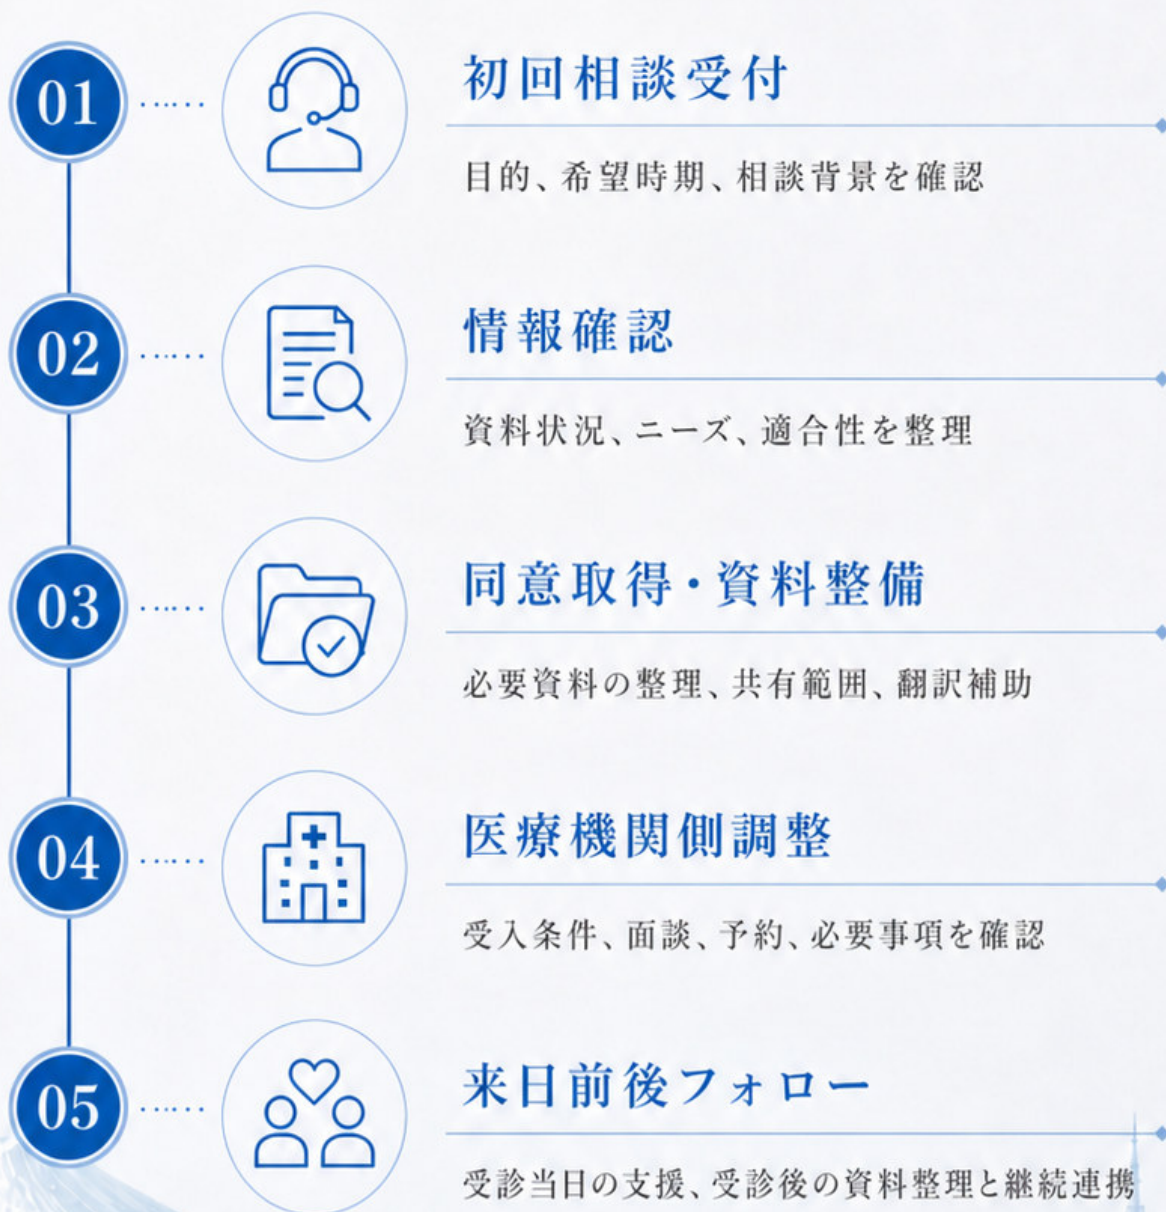 01
初回相談受付
目的、希望時期、相談背景を確認
02
情報確認
資料状況、ニーズ、適合性を整理
03
同意取得・資料整備
必要資料の整理、共有範囲、翻訳補助
04
医療機関側調整
受入条件、面談、予約、必要事項を確認
05
来日前後フォロー
受診当日の支援、受診後の資料整理と継続連携